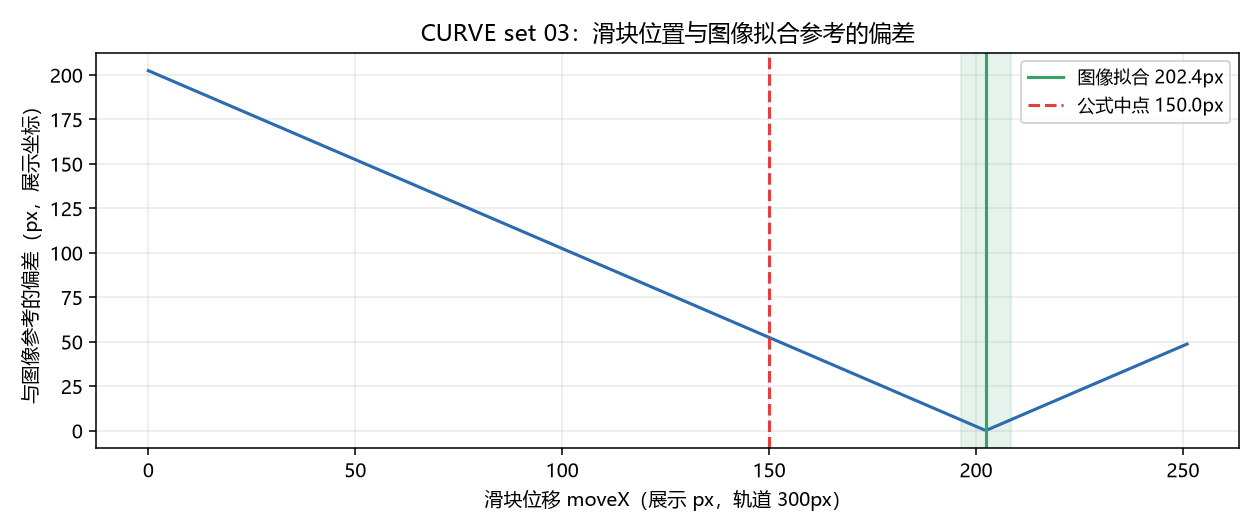 CURVE set 03：滑块位置与图像拟合参考的偏差
与图像参考的偏差（px，展示坐标）
200
175
150
125
100
75
50
25
0
图像拟合 202.4px
公式中点 150.0px
0 50 100 150 200 250
滑块位移 moveX（展示 px，轨道 300px）